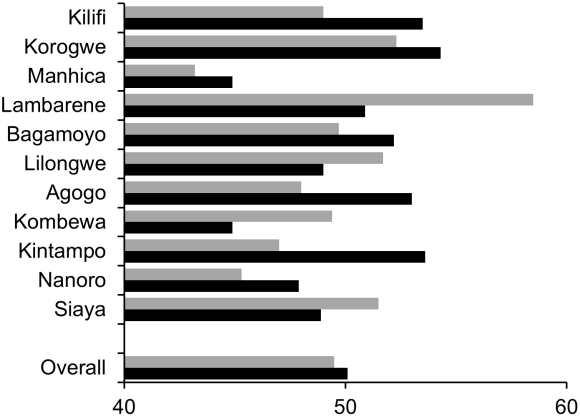 Kilifi
Korogwe
Manhica
Lambarene
Bagamoyo
Lilongwe
Agogo
Kombewa
Kintampo
Nanoro
Siaya
Overall
40 50 60